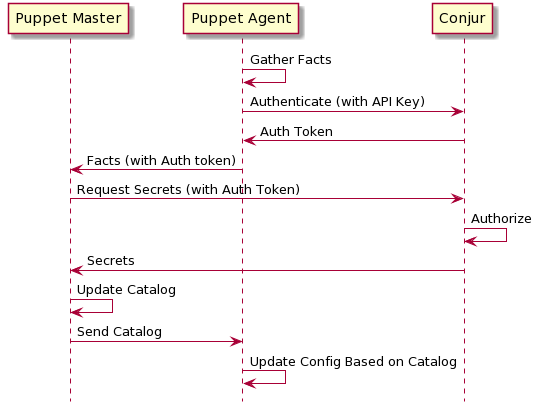 Puppet Master
Puppet Agent
Conjur
Gather Facts
Authenticate (with API Key)
Auth Token
Facts (with Auth token)
Request Secrets (with Auth Token)
Authorize
Secrets
Update Catalog
Send Catalog
Update Config Based on Catalog